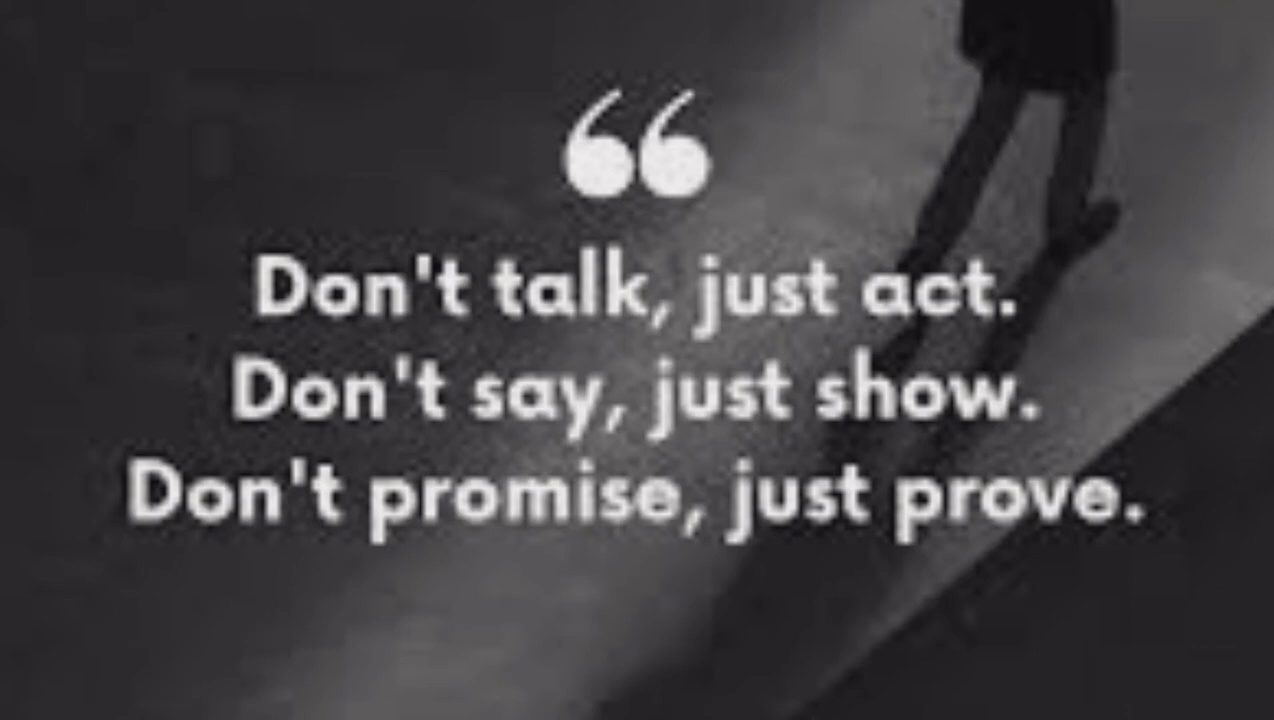 “
Don't talk, just act.
Don't say, just show.
Don't promise, just prove.